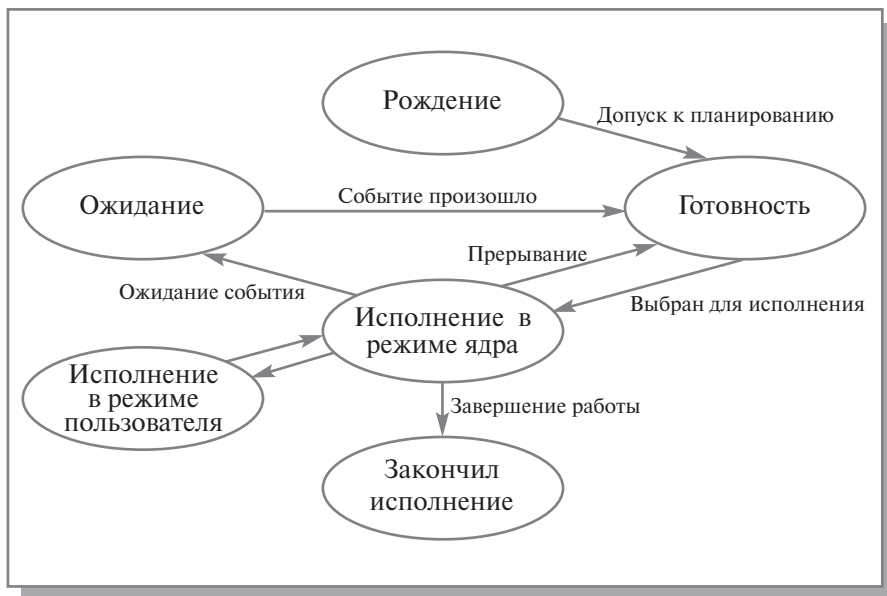 Рождение
Допуск к планированию
Ожидание
Событие произошло
Готовность
Прерывание
Ожидание события
Выбран для исполнения
Исполнение в
режиме ядра
Исполнение
в режиме
пользователя
Завершение работы
Закончил
исполнение